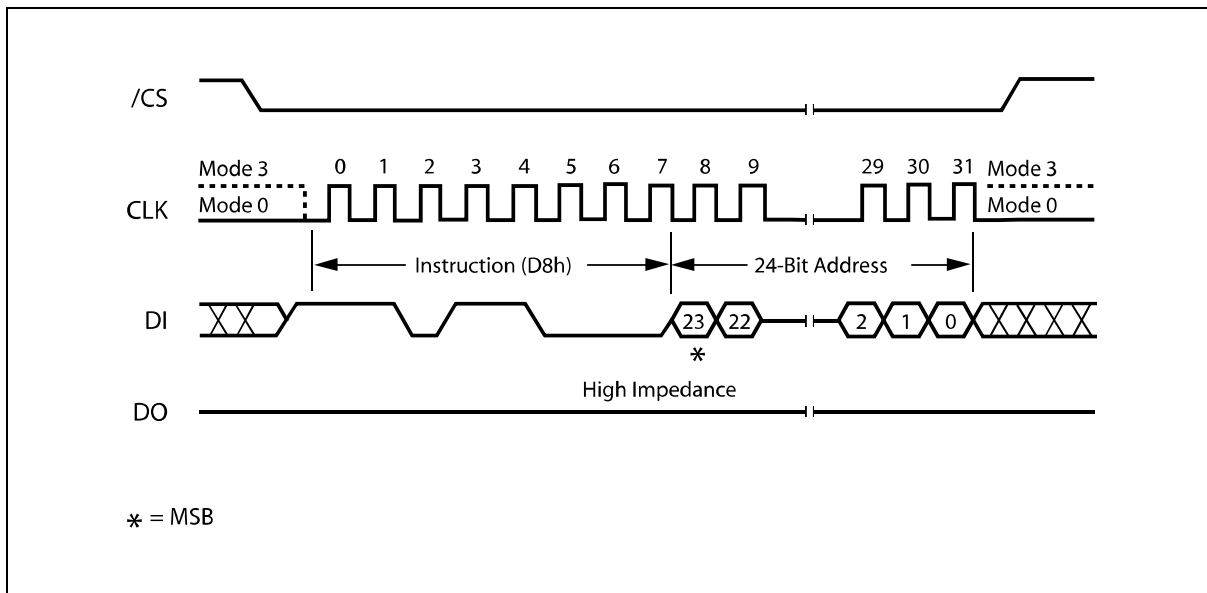 /CS
Mode 3 0 1 2 3 4 5 6 7 8 9 29 30 31 Mode 3
CLK Mode 0 Mode 0
Instruction (D8h) 24-Bit Address
DI 23 22 2 1 0
*
High Impedance
DO
* = MSB